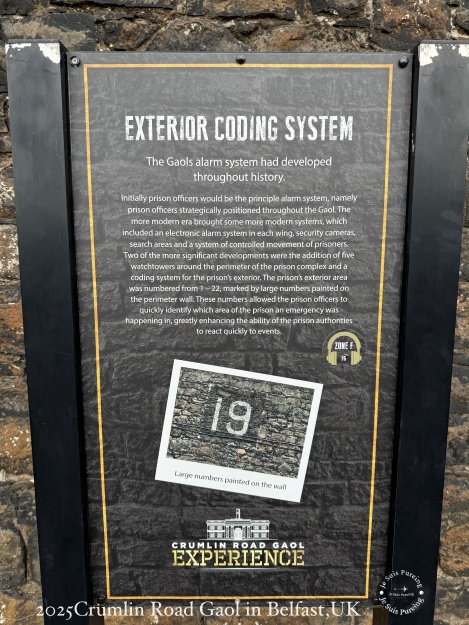 EXTERIOR CODING SYSTEM
The Gaols alarm system had developed
throughout history.
Initially prison officers would be the principle alarm system, namely
prison officers strategically positioned throughout the Gaol. The
more modern era brought some more modern systems, which
included an electronic alarm system in each wing, security cameras,
search areas and a system of controlled movement of prisoners.
Two of the more significant developments were the addition of five
watchtowers around the perimeter of the prison complex and a
coding system for the prison's exterior. The prison's exterior area
was numbered from 1 – 22, marked by large numbers painted on
the perimeter wall. These numbers allowed the prison officers to
quickly identify which area of the prison an emergency was
happening in, greatly enhancing the ability of the prison authorities
to react quickly to events.
ZONE F
F6
19
Large numbers painted on the wall
CRUMLIN ROAD GAOL
EXPERIENCE
Je Suis Pureing
Je Suis Pureing
2025Crumlin Road Gaol in Belfast,UK